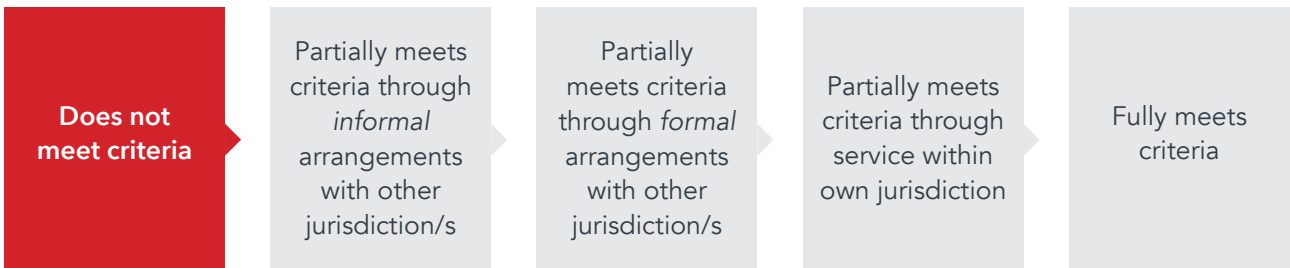 Does not
meet criteria
Partially meets
criteria through
informal
arrangements
with other
jurisdiction/s
Partially
meets criteria
through formal
arrangements
with other
jurisdiction/s
Partially meets
criteria through
service within
own jurisdiction
Fully meets
criteria